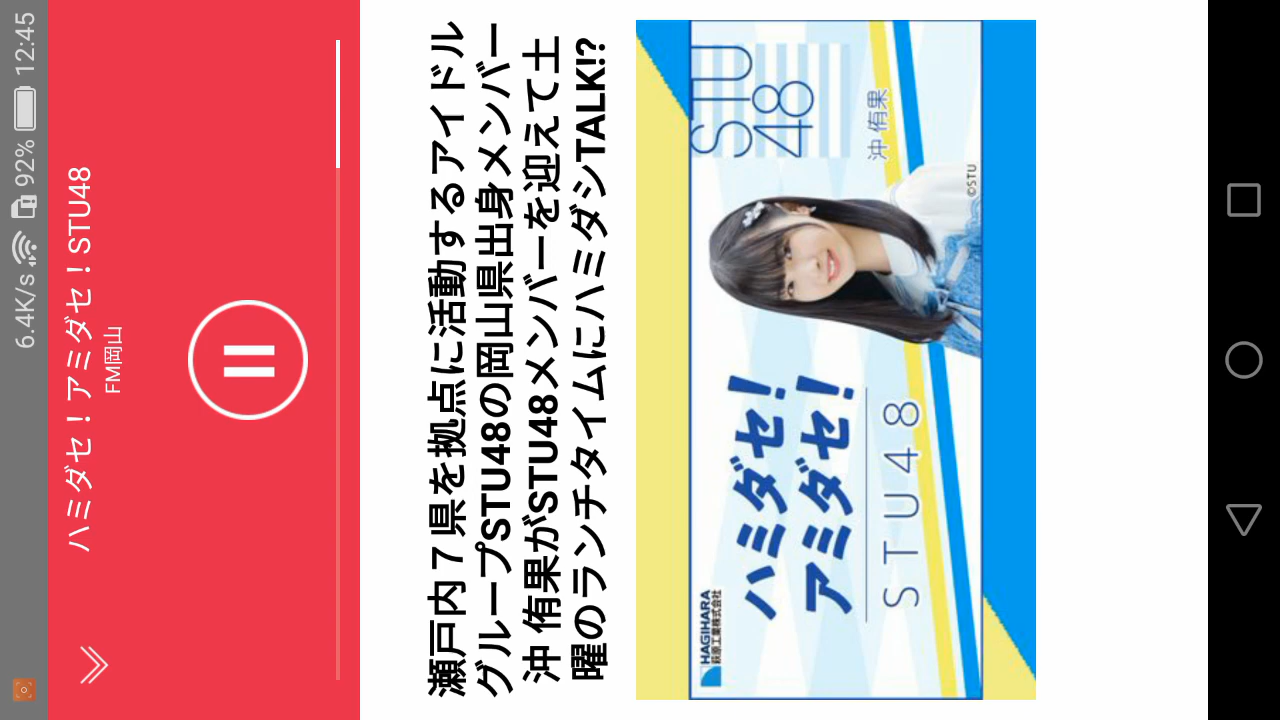 6.4K/s 92% 12:45
ハミダセ！アミダセ！STU48
FM岡山
瀬戸内７県を拠点に活動するアイドル
グループSTU48の岡山県出身メンバー
沖 侑果がSTU48メンバーを迎えて土
曜のランチタイムにハミダシTALK!?
HAGIHARA
萩原工業株式会社
ハミダセ!
アミダセ!
STU48
STU
48
沖 侑果
©STU